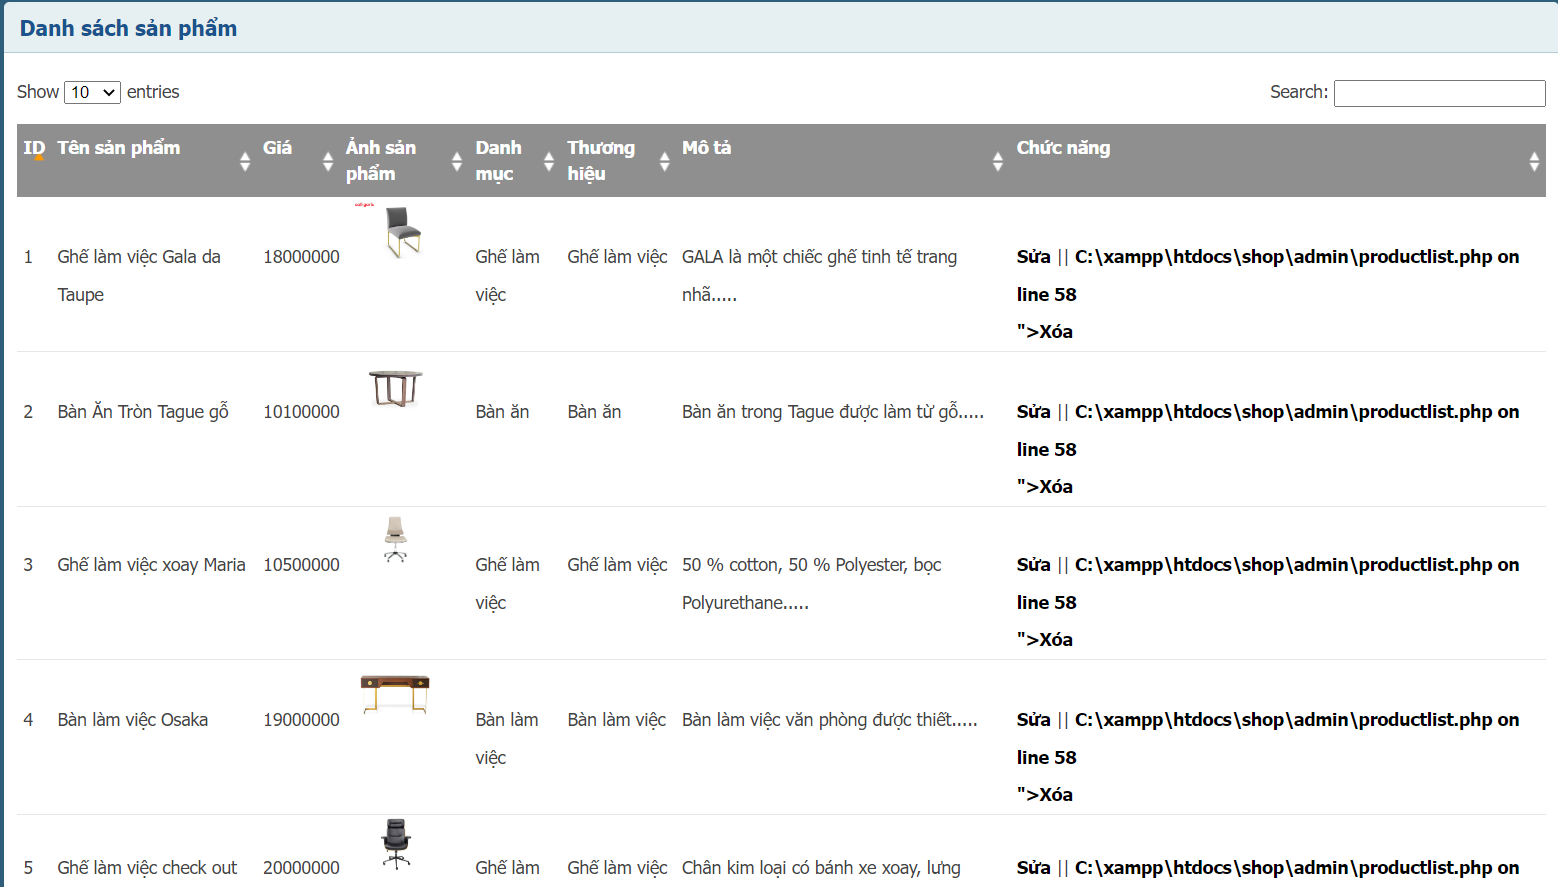 Danh sách sản phẩm
Show 10 entries
Search:
ID Tên sản phẩm Giá Ảnh sản phẩm Danh mục Thương hiệu Mô tả Chức năng
1 Ghế làm việc Gala da Taupe 18000000 Ghế làm việc Ghế làm việc GALA là một chiếc ghế tinh tế trang nhã..... Sửa || C:\xampp\htdocs\shop\admin\productlist.php on line 58
">Xóa
2 Bàn Ăn Tròn Tague gỗ 10100000 Bàn ăn Bàn ăn Bàn ăn trong Tague được làm từ gỗ..... Sửa || C:\xampp\htdocs\shop\admin\productlist.php on line 58
">Xóa
3 Ghế làm việc xoay Maria 10500000 Ghế làm việc Ghế làm việc 50 % cotton, 50 % Polyester, bọc Polyurethane..... Sửa || C:\xampp\htdocs\shop\admin\productlist.php on line 58
">Xóa
4 Bàn làm việc Osaka 19000000 Bàn làm việc Bàn làm việc Bàn làm việc văn phòng được thiết..... Sửa || C:\xampp\htdocs\shop\admin\productlist.php on line 58
">Xóa
5 Ghế làm việc check out 20000000 Ghế làm Ghế làm việc Chân kim loại có bánh xe xoay, lưng Sửa || C:\xampp\htdocs\shop\admin\productlist.php on